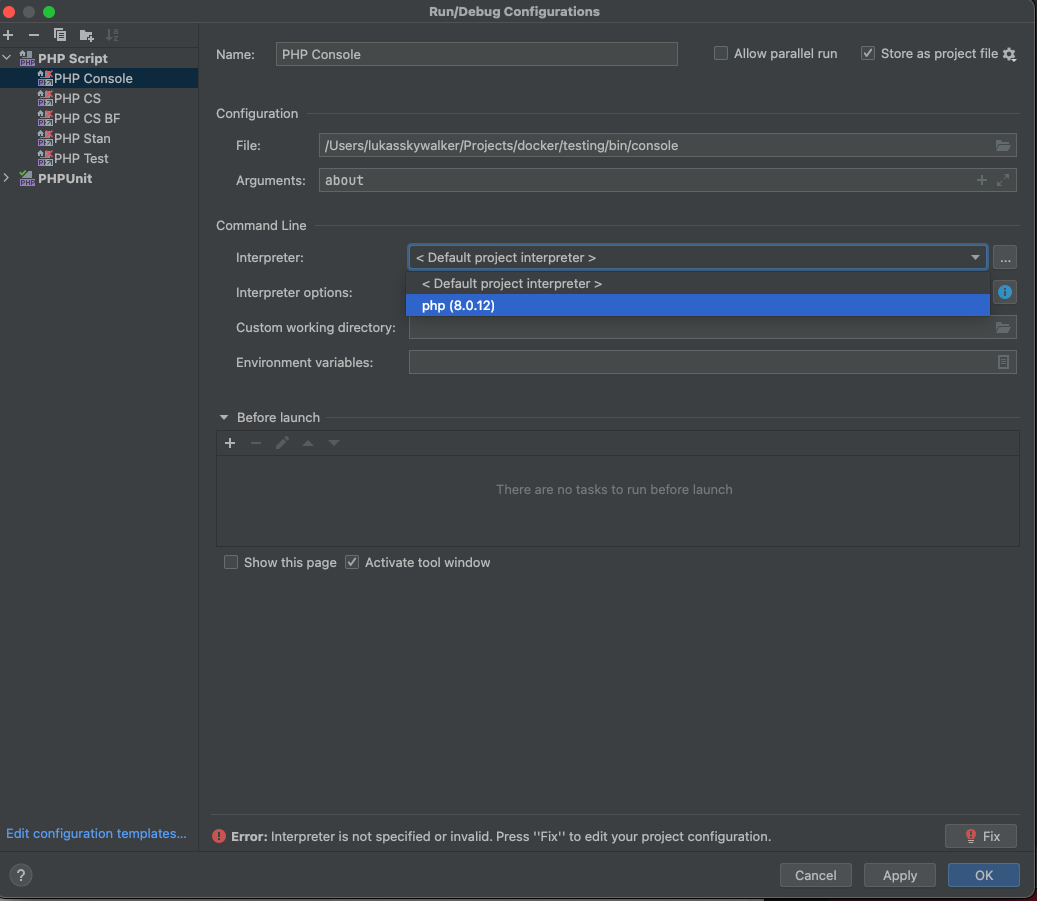 Run/Debug Configurations
PHP Script
PHP Console
PHP CS
PHP CS BF
PHP Stan
PHP Test
PHPUnit
Edit configuration templates...
Name: PHP Console
Allow parallel run
Store as project file
Configuration
File: /Users/lukasskywalker/Projects/docker/testing/bin/console
Arguments: about
Command Line
Interpreter: < Default project interpreter > ...
< Default project interpreter >
Interpreter options:
php (8.0.12)
Custom working directory:
Environment variables:
Before launch
There are no tasks to run before launch
Show this page
Activate tool window
Error: Interpreter is not specified or invalid. Press ''Fix'' to edit your project configuration.
Fix
?
Cancel
Apply
OK